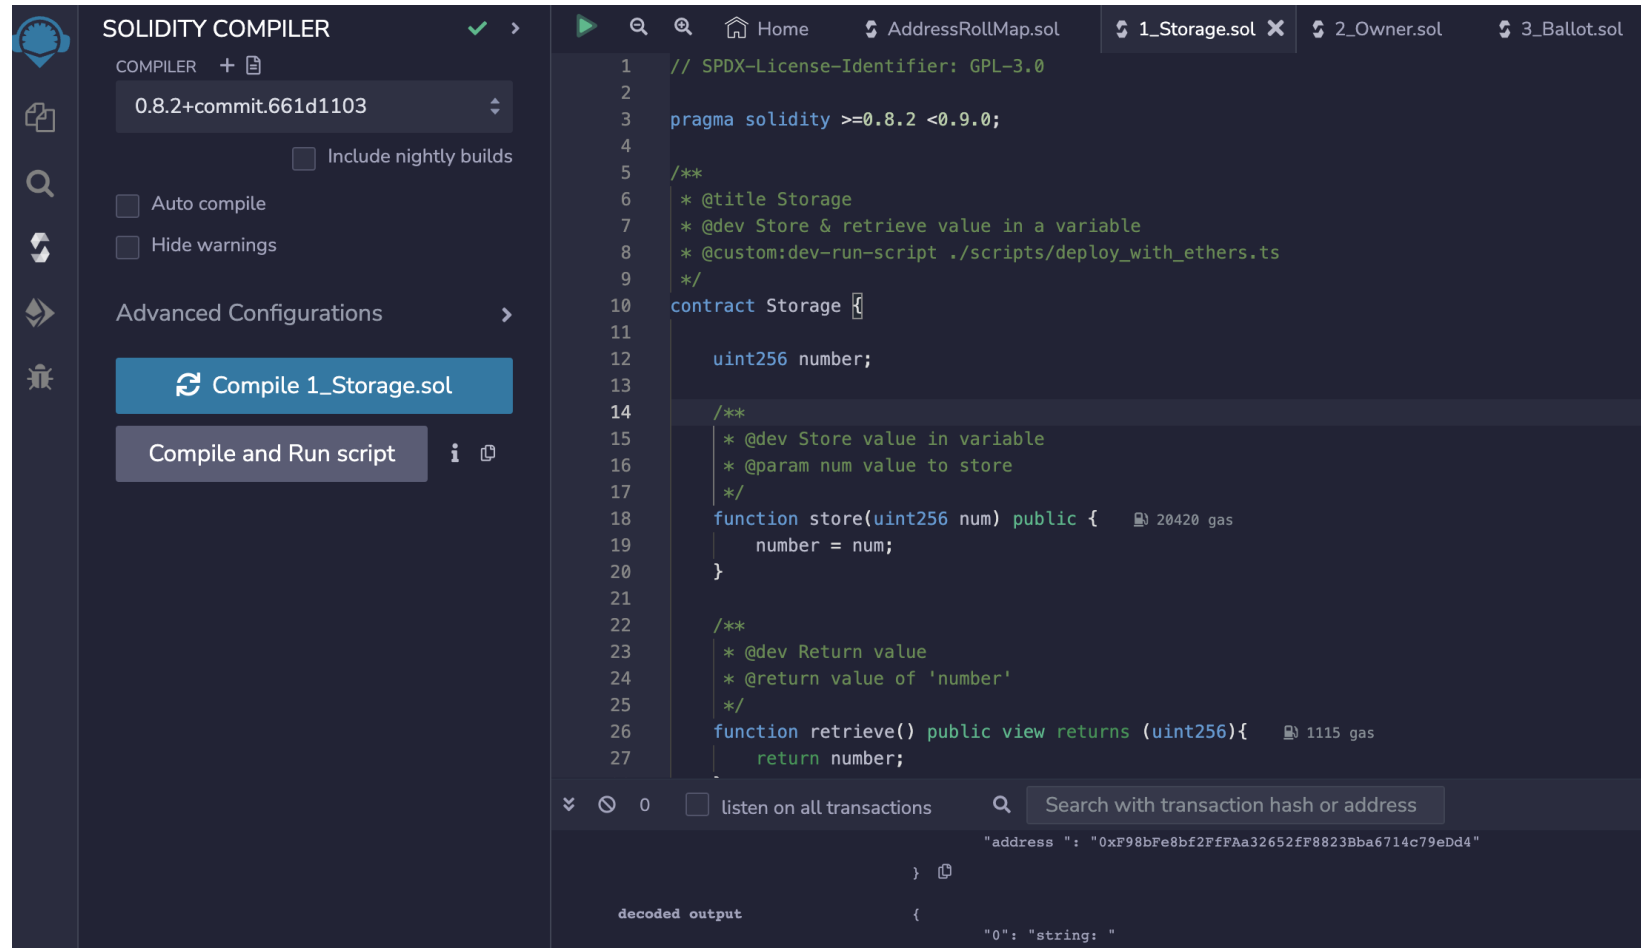 SOLIDITY COMPILER
COMPILER
0.8.2+commit.661d1103
Include nightly builds
Auto compile
Hide warnings
Advanced Configurations
Compile 1_Storage.sol
Compile and Run script
Home
AddressRollMap.sol
1_Storage.sol
2_Owner.sol
3_Ballot.sol
1 // SPDX-License-Identifier: GPL-3.0
2
3 pragma solidity >=0.8.2 <0.9.0;
4
5 /**
6 * @title Storage
7 * @dev Store & retrieve value in a variable
8 * @custom:dev-run-script ./scripts/deploy_with_ethers.ts
9 */
10 contract Storage {
11
12 uint256 number;
13
14 /**
15 * @dev Store value in variable
16 * @param num value to store
17 */
18 function store(uint256 num) public { 20420 gas
19 number = num;
20 }
21
22 /**
23 * @dev Return value
24 * @return value of 'number'
25 */
26 function retrieve() public view returns (uint256){ 1115 gas
27 return number;
0
listen on all transactions
Search with transaction hash or address
"address ": "0xF98bFe8bf2FfFAa32652fF8823Bba6714c79eDd4"
}
decoded output {
"0": "string: "